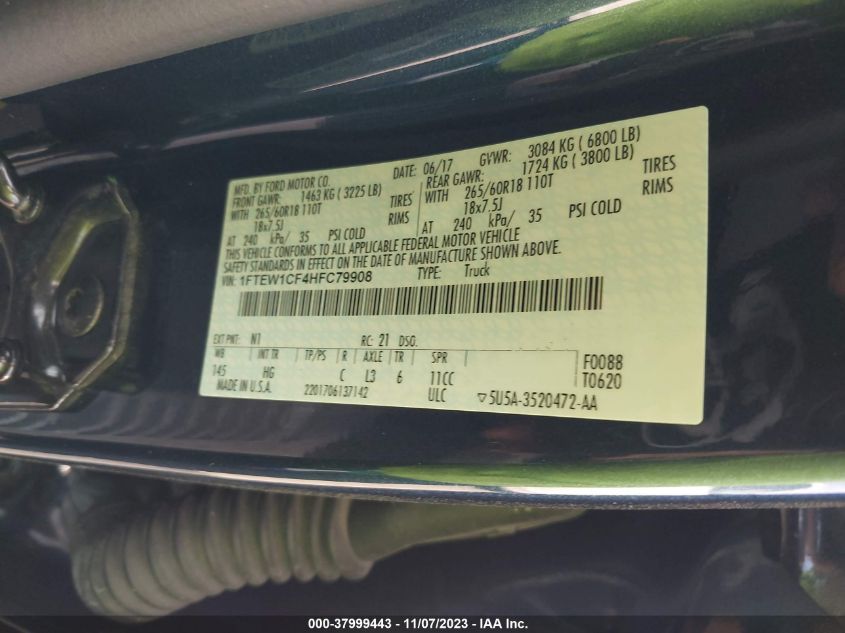 MFD. BY FORD MOTOR CO.
DATE: 06/17 GVWR: 3084 KG ( 6800 LB)
FRONT GAWR: 1463 KG ( 3225 LB)
REAR GAWR: 1724 KG ( 3800 LB)
WITH 265/60R18 110T TIRES
WITH 265/60R18 110T TIRES
18x7.5J RIMS
18x7.5J RIMS
AT 240 kPa/ 35 PSI COLD
AT 240 kPa/ 35 PSI COLD
THIS VEHICLE CONFORMS TO ALL APPLICABLE FEDERAL MOTOR VEHICLE
SAFETY STANDARDS IN EFFECT ON THE DATE OF MANUFACTURE SHOWN ABOVE.
VIN: 1FTEW1CF4HFC79908 TYPE: Truck
EXT PNT: N1 RC: 21 DSO:
WB INT TR TP/PS R AXLE TR SPR
145 HG C L3 6 11CC
F0088
T0620
MADE IN U.S.A. 2201706137142 ULC ▽5U5A-3520472-AA
000-37999443 - 11/07/2023 - IAA Inc.